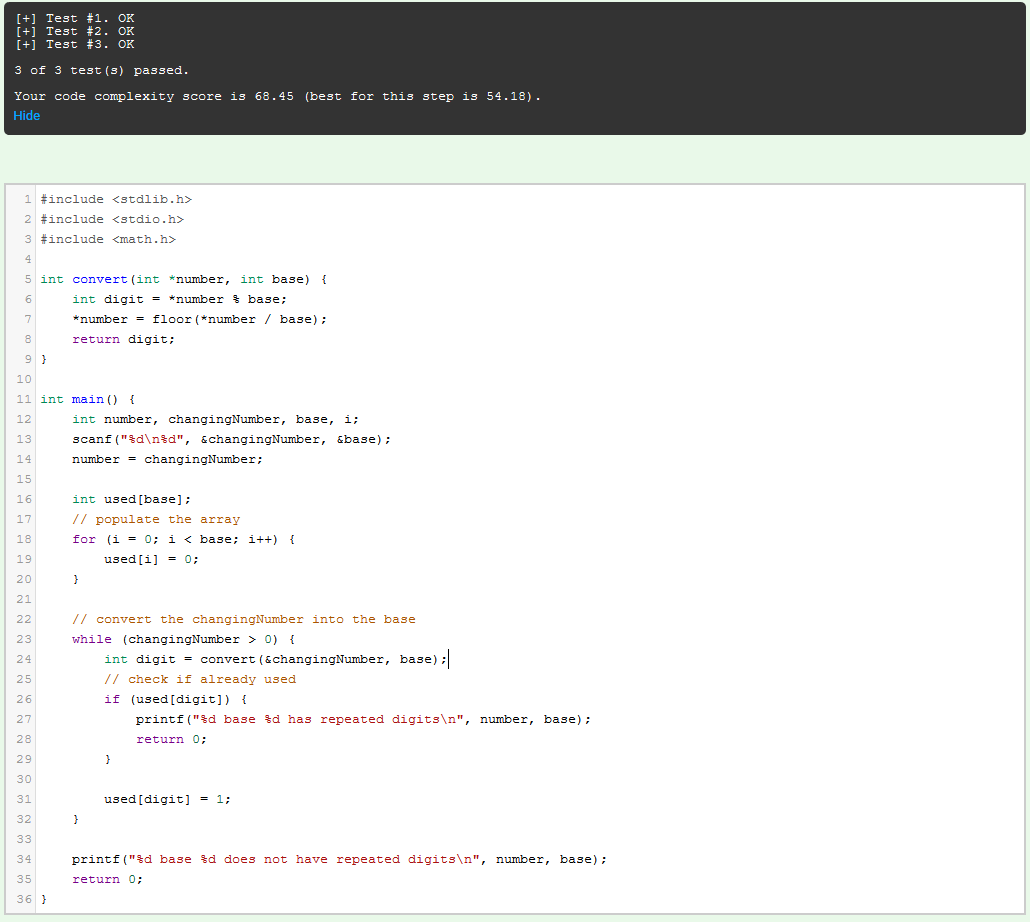 [+] Test #1. OK
[+] Test #2. OK
[+] Test #3. OK
3 of 3 test(s) passed.
Your code complexity score is 68.45 (best for this step is 54.18).
Hide
1 #include <stdlib.h>
2 #include <stdio.h>
3 #include <math.h>
4
5 int convert(int *number, int base) {
6     int digit = *number % base;
7     *number = floor(*number / base);
8     return digit;
9 }
10
11 int main() {
12     int number, changingNumber, base, i;
13     scanf("%d\n%d", &changingNumber, &base);
14     number = changingNumber;
15
16     int used[base];
17     // populate the array
18     for (i = 0; i < base; i++) {
19         used[i] = 0;
20     }
21
22     // convert the changingNumber into the base
23     while (changingNumber > 0) {
24         int digit = convert(&changingNumber, base);
25         // check if already used
26         if (used[digit]) {
27             printf("%d base %d has repeated digits\n", number, base);
28             return 0;
29         }
30
31         used[digit] = 1;
32     }
33
34     printf("%d base %d does not have repeated digits\n", number, base);
35     return 0;
36 }